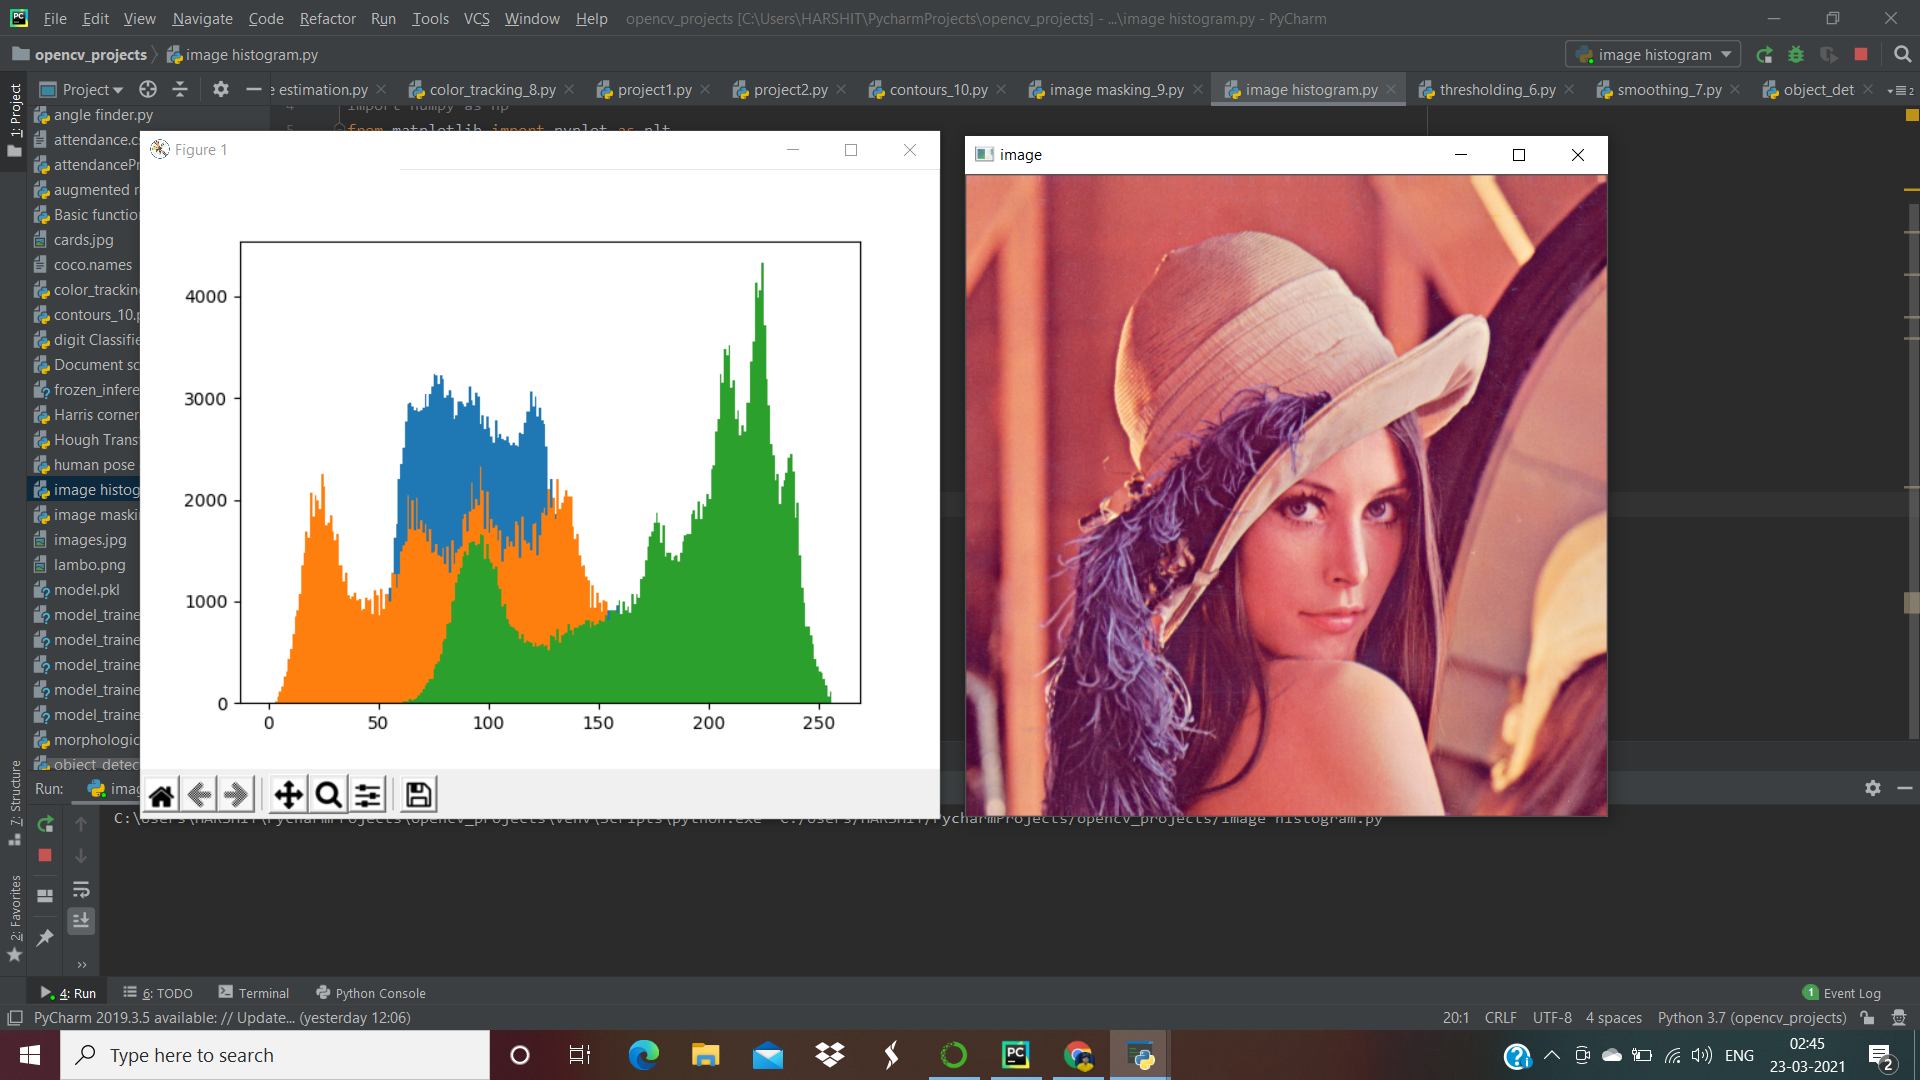 File Edit View Navigate Code Refactor Run Tools VCS Window Help opencv_projects [C:\Users\HARSHIT\PycharmProjects\opencv_projects] - ...\image histogram.py - PyCharm
opencv_projects image histogram.py image histogram
1: Project
Project
e estimation.py color_tracking_8.py project1.py project2.py contours_10.py image masking_9.py image histogram.py thresholding_6.py smoothing_7.py object_det 2
4 import numpy as np
5 from matplotlib import pyplot as plt
angle finder.py
attendance.c
attendancePr
augmented r
Basic functio
cards.jpg
coco.names
color_trackin
contours_10.p
digit Classifie
Document sc
frozen_infere
Harris corner
Hough Trans
human pose
image histog
image maski
images.jpg
lambo.png
model.pkl
model_traine
model_traine
model_traine
model_traine
model_traine
morphologic
object detec
Figure 1
4000
3000
2000
1000
0
0 50 100 150 200 250
image
Run: imag
7: Structure
2: Favorites
C:\Users\HARSHIT\PycharmProjects\opencv_projects\venv\Scripts\python.exe "C:/Users/HARSHIT/PycharmProjects/opencv_projects/image histogram.py"
4: Run 6: TODO Terminal Python Console 1 Event Log
PyCharm 2019.3.5 available: // Update... (yesterday 12:06) 20:1 CRLF UTF-8 4 spaces Python 3.7 (opencv_projects)
Type here to search
PC
ENG
02:45
23-03-2021
2